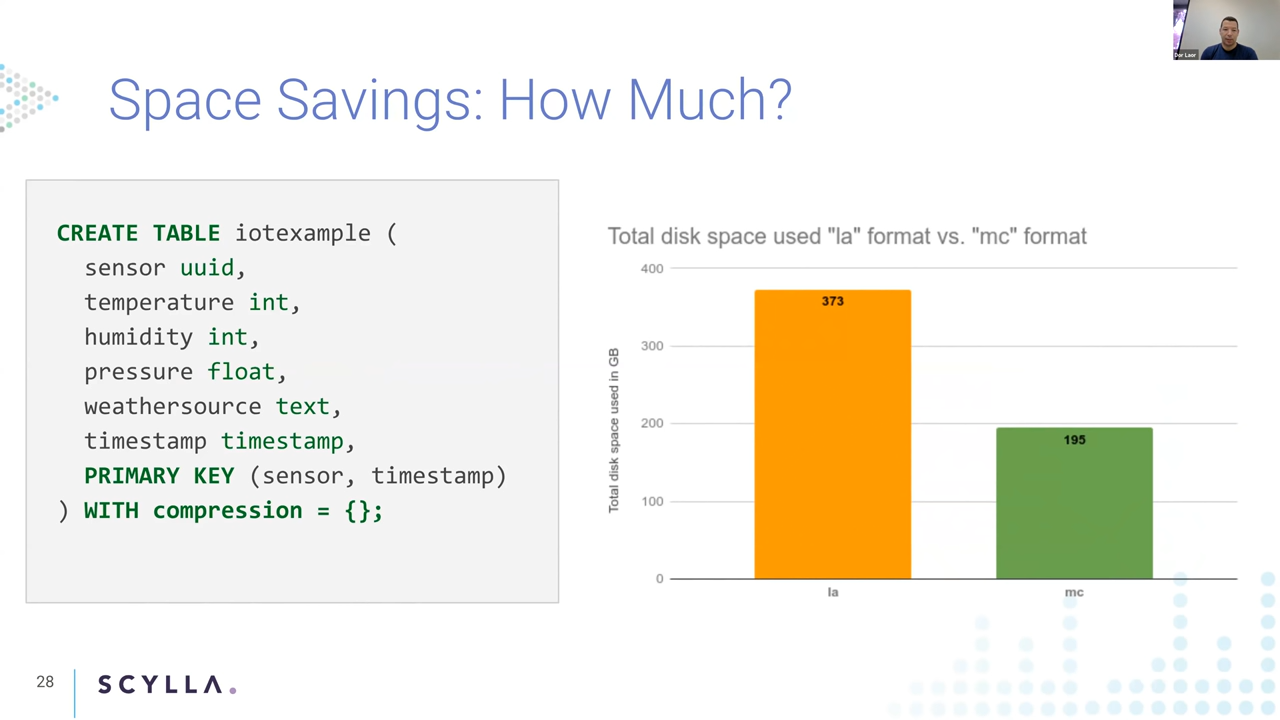 Dor Laor
Space Savings: How Much?
CREATE TABLE iotexample (
sensor uuid,
temperature int,
humidity int,
pressure float,
weathersource text,
timestamp timestamp,
PRIMARY KEY (sensor, timestamp)
) WITH compression = {};
Total disk space used "la" format vs. "mc" format
Total disk space used in GB
400
300
200
100
0
373
195
la
mc
28
SCYLLA.